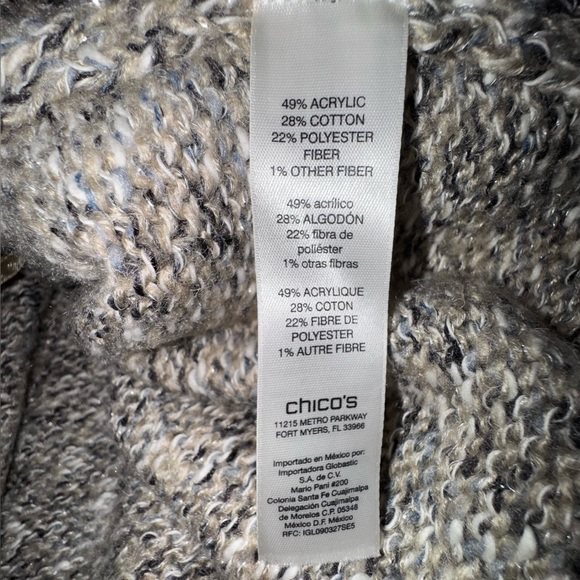 49% ACRYLIC
28% COTTON
22% POLYESTER
FIBER
1% OTHER FIBER
49% acrílico
28% ALGODÓN
22% fibra de
poliéster
1% otras fibras
49% ACRYLIQUE
28% COTON
22% FIBRE DE
POLYESTER
1% AUTRE FIBRE
chico's
11215 METRO PARKWAY
FORT MYERS, FL 33966
Importado en México por:
Importadora Globastic
S.A. de C.V.
Mario Pani #200
Colonia Santa Fe Cuajimalpa
Delegación Cuajimalpa
de Morelos C.P. 05348
México D.F. México
RFC: IGL090327SE5